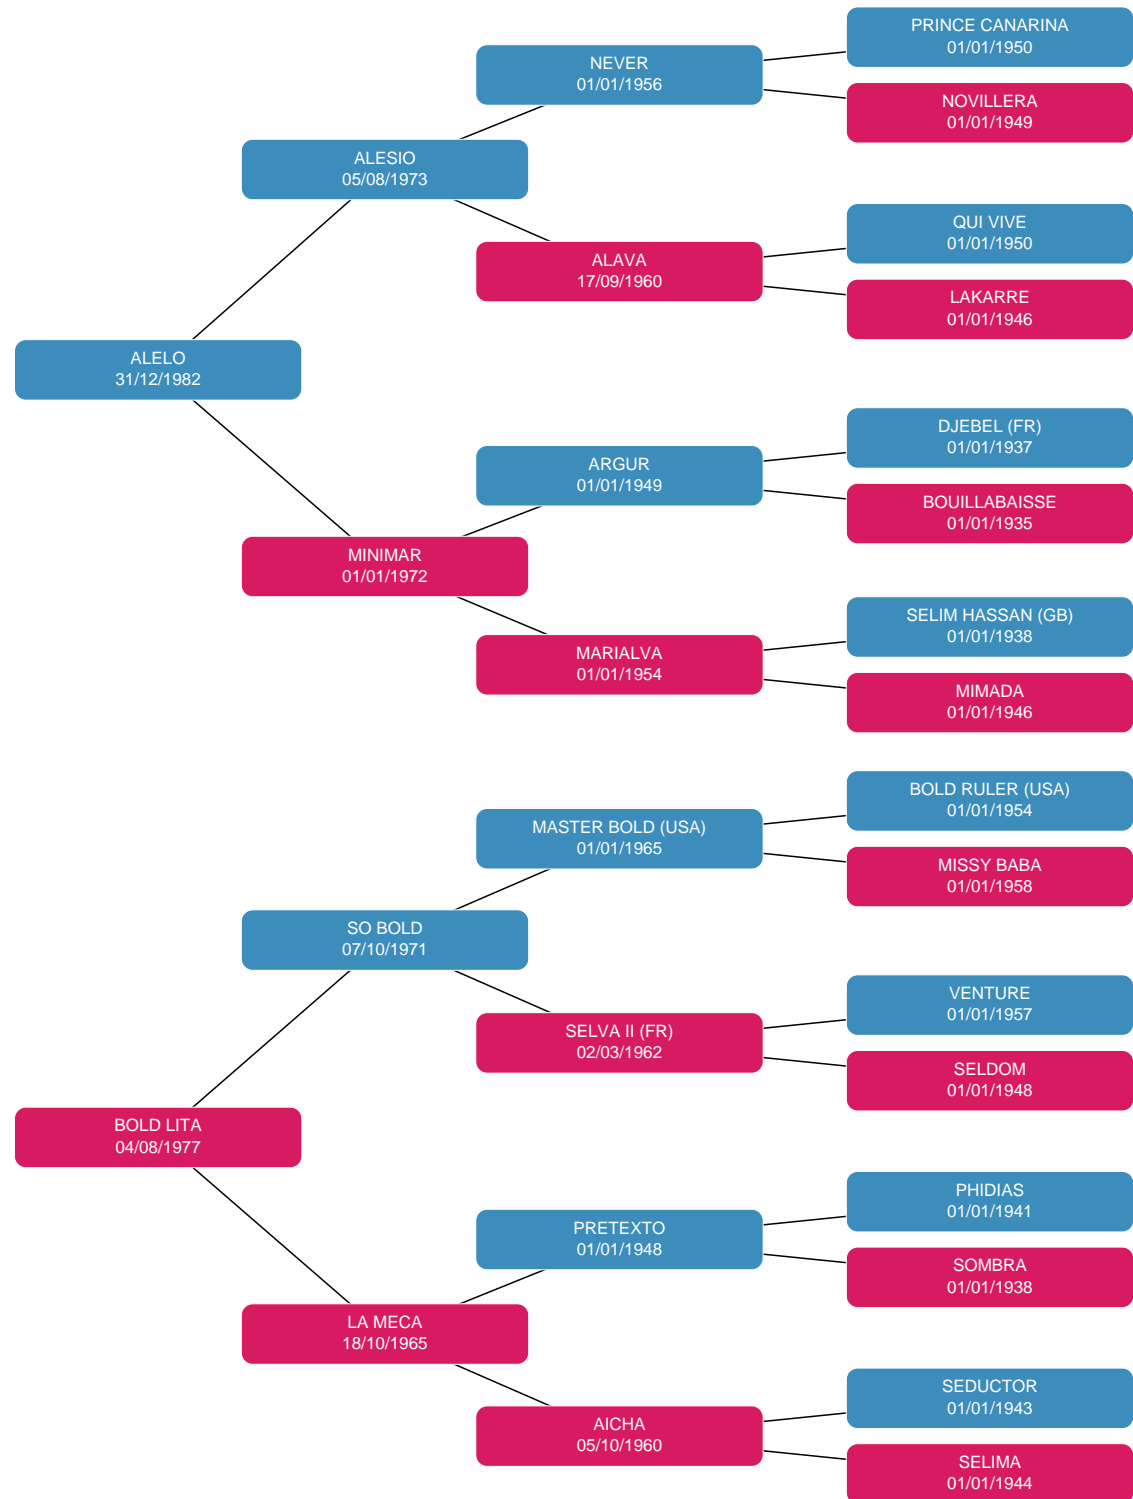 PRINCE CANARINA
01/01/1950
NEVER
01/01/1956
NOVILLERA
01/01/1949
ALESIO
05/08/1973
QUI VIVE
01/01/1950
ALAVA
17/09/1960
LAKARRE
01/01/1946
ALELO
31/12/1982
DJEBEL (FR)
01/01/1937
ARGUR
01/01/1949
BOUILLABAISSE
01/01/1935
MINIMAR
01/01/1972
SELIM HASSAN (GB)
01/01/1938
MARIALVA
01/01/1954
MIMADA
01/01/1946
BOLD RULER (USA)
01/01/1954
MASTER BOLD (USA)
01/01/1965
MISSY BABA
01/01/1958
SO BOLD
07/10/1971
VENTURE
01/01/1957
SELVA II (FR)
02/03/1962
SELDOM
01/01/1948
BOLD LITA
04/08/1977
PHIDIAS
01/01/1941
PRETEXTO
01/01/1948
SOMBRA
01/01/1938
LA MECA
18/10/1965
SEDUCTOR
01/01/1943
AICHA
05/10/1960
SELIMA
01/01/1944